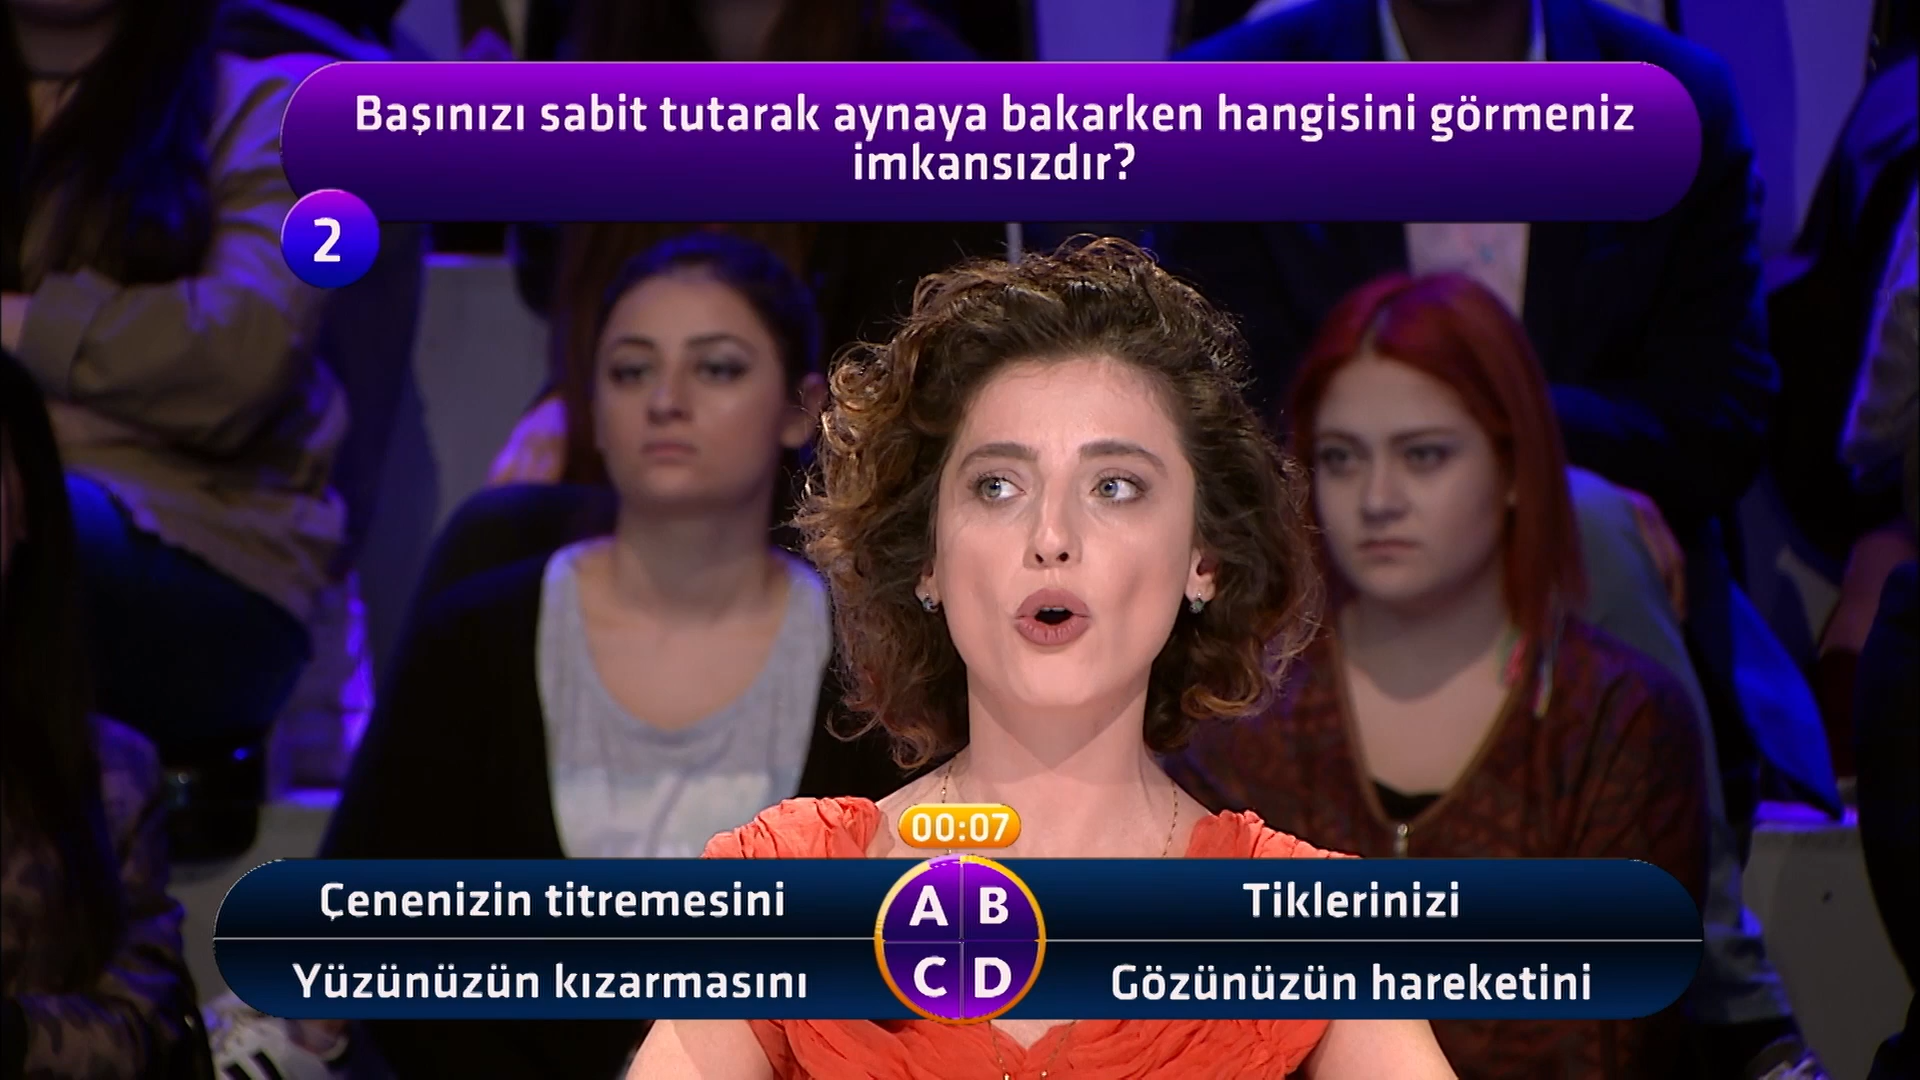 Başınızı sabit tutarak aynaya bakarken hangisini görmeniz
imkansızdır?
2
00:07
A Çenenizin titremesini
B Tiklerinizi
C Yüzünüzün kızarmasını
D Gözünüzün hareketini